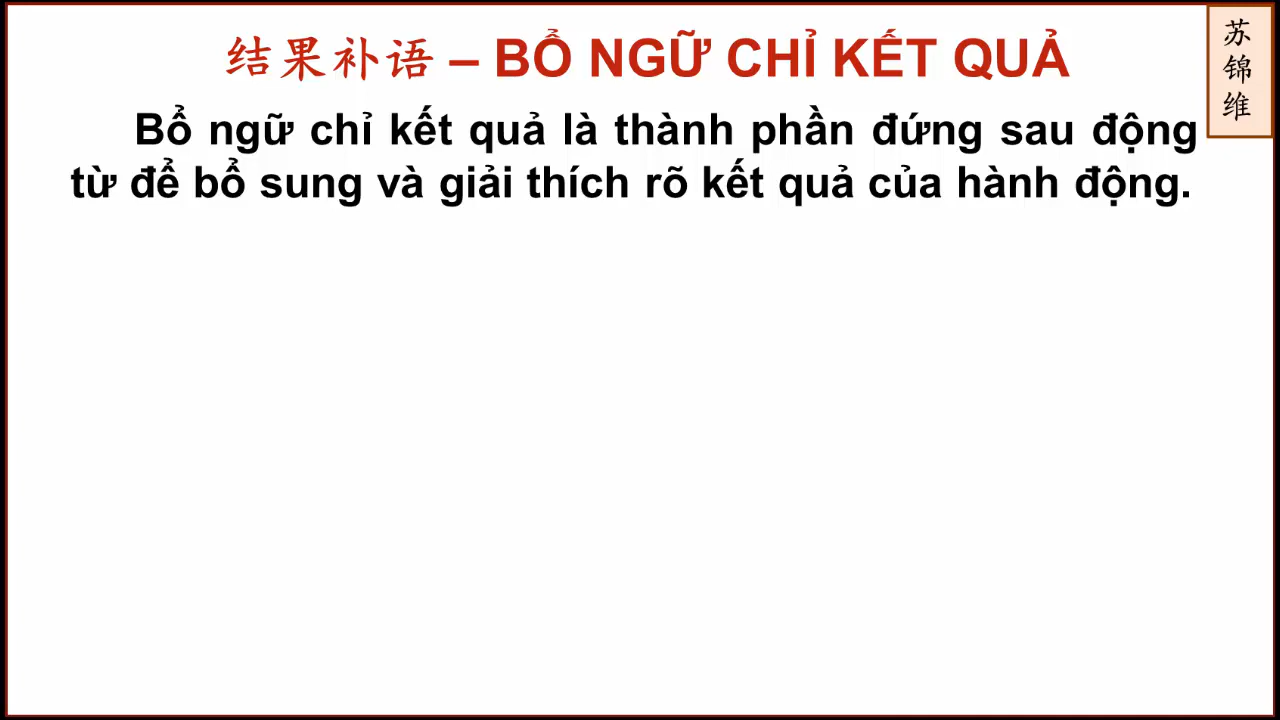 结果补语 – BỔ NGỮ CHỈ KẾT QUẢ
Bổ ngữ chỉ kết quả là thành phần đứng sau động
từ để bổ sung và giải thích rõ kết quả của hành động.
苏
锦
维